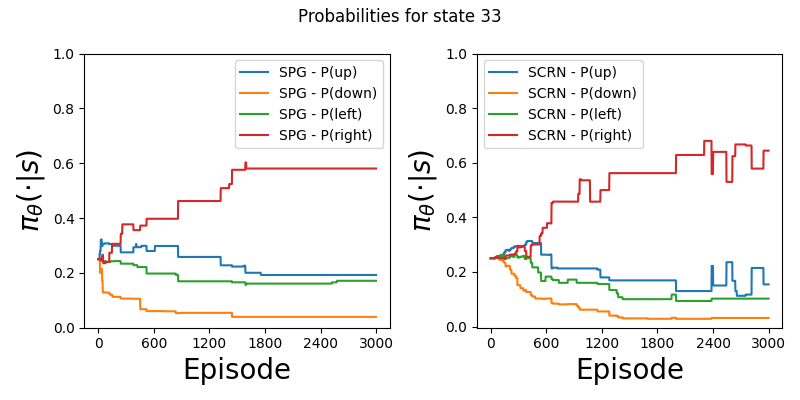 Probabilities for state 33
1.0
0.8
0.6
0.4
0.2
0.0
π_θ(·|s)
SPG - P(up)
SPG - P(down)
SPG - P(left)
SPG - P(right)
0 600 1200 1800 2400 3000
Episode
1.0
0.8
0.6
0.4
0.2
0.0
π_θ(·|s)
SCRN - P(up)
SCRN - P(down)
SCRN - P(left)
SCRN - P(right)
0 600 1200 1800 2400 3000
Episode